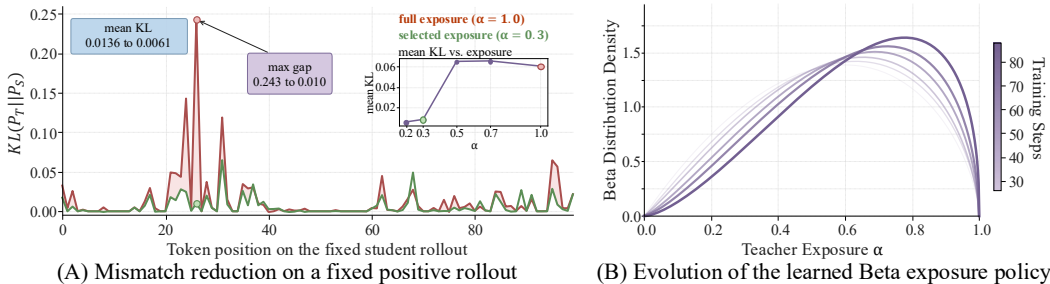 full exposure (α = 1.0)
selected exposure (α = 0.3)
mean KL
0.0136 to 0.0061
max gap
0.243 to 0.010
mean KL vs. exposure
mean KL
0.06
0.04
0.02
0.2 0.3 0.5 0.7 1.0
α
KL(P_T||P_S)
0.25
0.20
0.15
0.10
0.05
0.00
0 20 40 60 80
Token position on the fixed student rollout
(A) Mismatch reduction on a fixed positive rollout
Beta Distribution Density
1.5
1.0
0.5
0.0
0.0 0.2 0.4 0.6 0.8 1.0
Teacher Exposure α
Training Steps
80
70
60
50
40
30
(B) Evolution of the learned Beta exposure policy